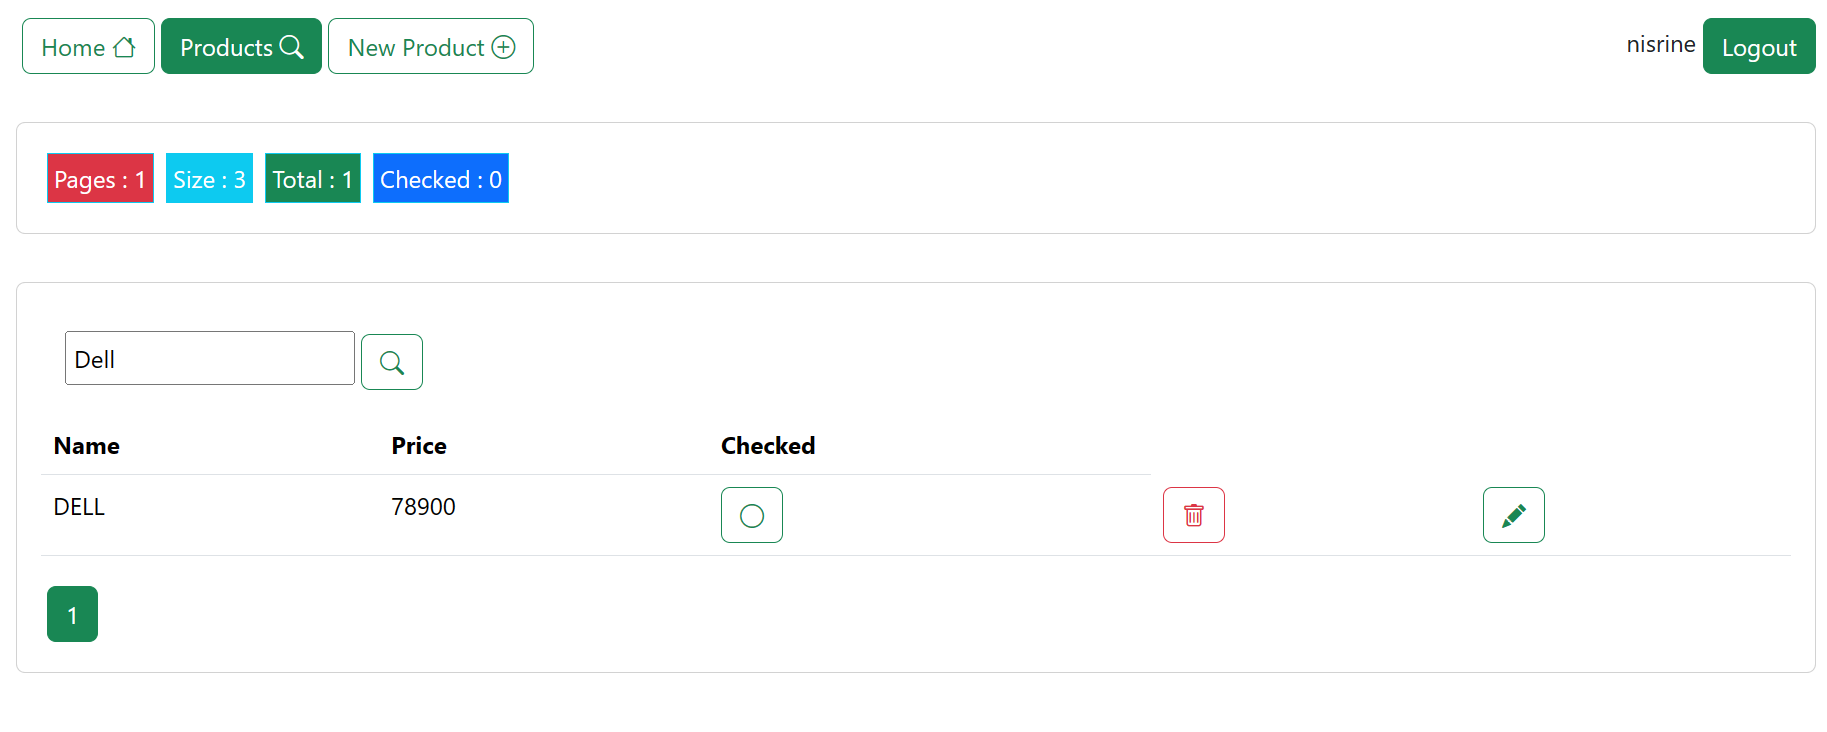 Home Products New Product nisrine Logout
Pages : 1 Size : 3 Total : 1 Checked : 0
Dell
Name Price Checked
DELL 78900
1